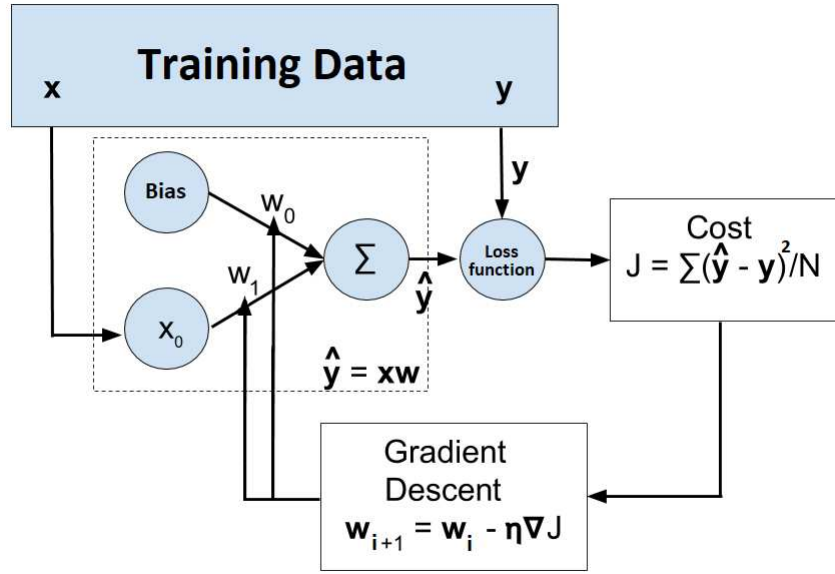 Training Data
x
y
y
Bias
w₀
w₁
x₀
Σ
ŷ
ŷ = xw
Loss
function
Cost
J = Σ(ŷ - y)²/N
Gradient
Descent
wᵢ₊₁ = wᵢ - η∇J